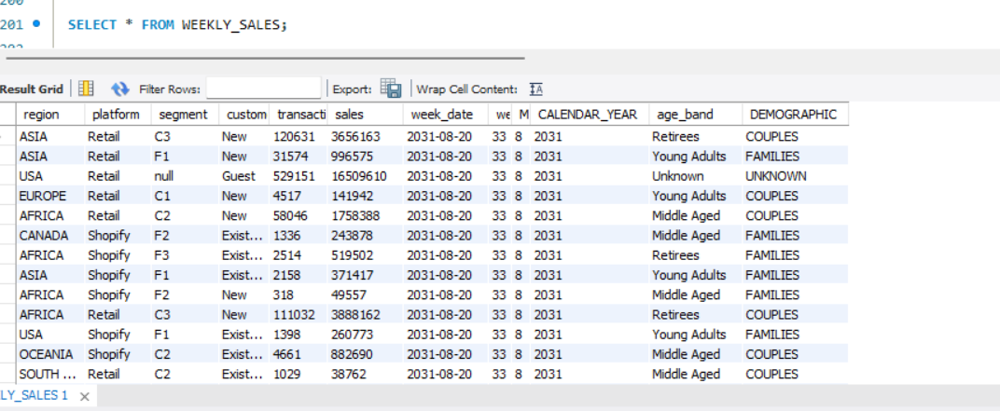 200
201 SELECT * FROM WEEKLY_SALES;
202
Result Grid Filter Rows: Export: Wrap Cell Content: IA
region platform segment custom transacti sales week_date we M CALENDAR_YEAR age_band DEMOGRAPHIC
ASIA Retail C3 New 120631 3656163 2031-08-20 33 8 2031 Retirees COUPLES
ASIA Retail F1 New 31574 996575 2031-08-20 33 8 2031 Young Adults FAMILIES
USA Retail null Guest 529151 16509610 2031-08-20 33 8 2031 Unknown UNKNOWN
EUROPE Retail C1 New 4517 141942 2031-08-20 33 8 2031 Young Adults COUPLES
AFRICA Retail C2 New 58046 1758388 2031-08-20 33 8 2031 Middle Aged COUPLES
CANADA Shopify F2 Exist... 1336 243878 2031-08-20 33 8 2031 Middle Aged FAMILIES
AFRICA Shopify F3 Exist... 2514 519502 2031-08-20 33 8 2031 Retirees FAMILIES
ASIA Shopify F1 Exist... 2158 371417 2031-08-20 33 8 2031 Young Adults FAMILIES
AFRICA Shopify F2 New 318 49557 2031-08-20 33 8 2031 Middle Aged FAMILIES
AFRICA Retail C3 New 111032 3888162 2031-08-20 33 8 2031 Retirees COUPLES
USA Shopify F1 Exist... 1398 260773 2031-08-20 33 8 2031 Young Adults FAMILIES
OCEANIA Shopify C2 Exist... 4661 882690 2031-08-20 33 8 2031 Middle Aged COUPLES
SOUTH ... Retail C2 Exist... 1029 38762 2031-08-20 33 8 2031 Middle Aged COUPLES
LY_SALES 1